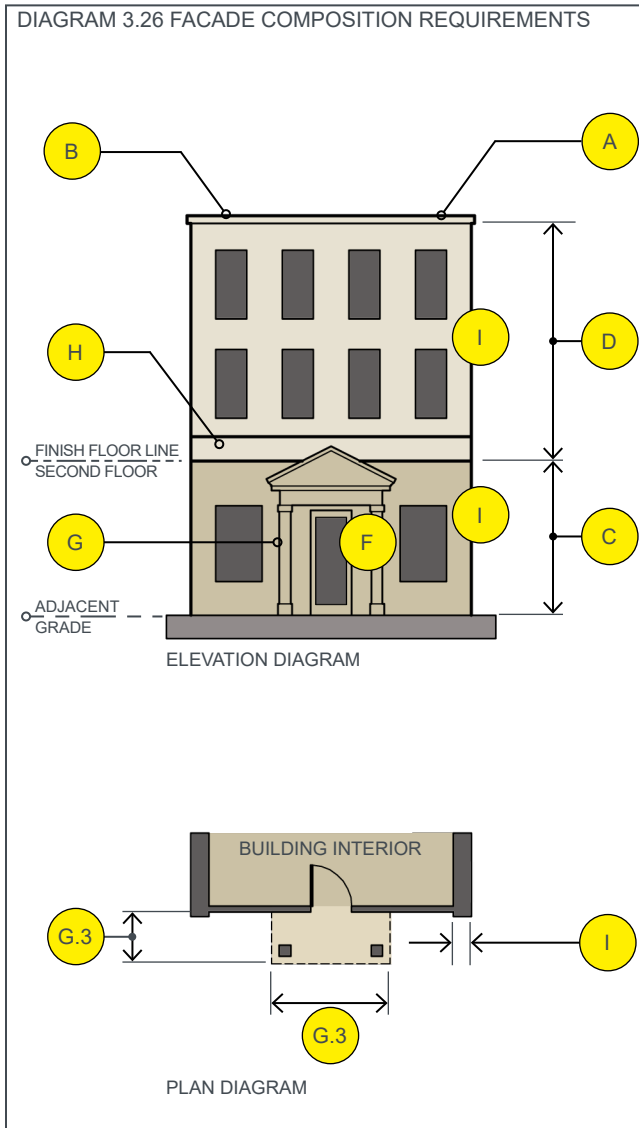 DIAGRAM 3.26 FACADE COMPOSITION REQUIREMENTS
B
A
I
D
H
FINISH FLOOR LINE
SECOND FLOOR
I
G
F
C
ADJACENT
GRADE
ELEVATION DIAGRAM
BUILDING INTERIOR
G.3
I
G.3
PLAN DIAGRAM